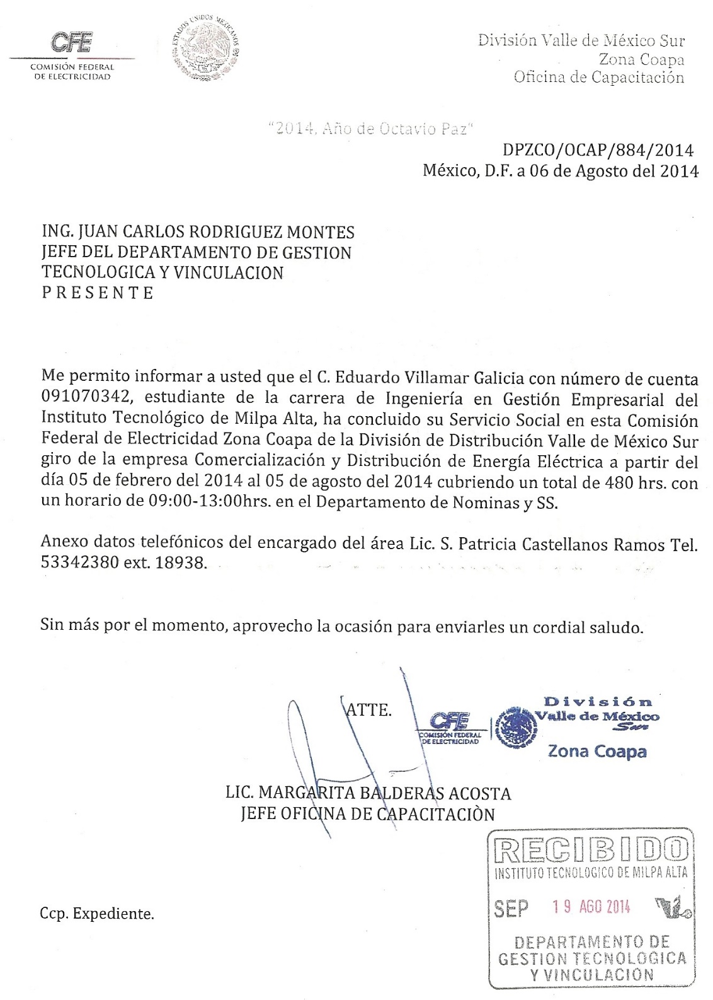 CFE
COMISIÓN FEDERAL
DE ELECTRICIDAD
ESTADOS UNIDOS MEXICANOS
División Valle de México Sur
Zona Coapa
Oficina de Capacitación
"2014, Año de Octavio Paz"
DPZCO/OCAP/884/2014
México, D.F. a 06 de Agosto del 2014
ING. JUAN CARLOS RODRIGUEZ MONTES
JEFE DEL DEPARTAMENTO DE GESTION
TECNOLOGICA Y VINCULACION
P R E S E N T E
Me permito informar a usted que el C. Eduardo Villamar Galicia con número de cuenta
091070342, estudiante de la carrera de Ingeniería en Gestión Empresarial del
Instituto Tecnológico de Milpa Alta, ha concluido su Servicio Social en esta Comisión
Federal de Electricidad Zona Coapa de la División de Distribución Valle de México Sur
giro de la empresa Comercialización y Distribución de Energía Eléctrica a partir del
día 05 de febrero del 2014 al 05 de agosto del 2014 cubriendo un total de 480 hrs. con
un horario de 09:00-13:00hrs. en el Departamento de Nominas y SS.
Anexo datos telefónicos del encargado del área Lic. S. Patricia Castellanos Ramos Tel.
53342380 ext. 18938.
Sin más por el momento, aprovecho la ocasión para enviarles un cordial saludo.
ATTE.
CFE
COMISIÓN FEDERAL
DE ELECTRICIDAD
División
Valle de México
Sur
Zona Coapa
LIC. MARGARITA BALDERAS ACOSTA
JEFE OFICINA DE CAPACITACIÒN
RECIBIDO
INSTITUTO TECNOLOGICO DE MILPA ALTA
SEP 19 AGO 2014
DEPARTAMENTO DE
GESTION TECNOLOGICA
Y VINCULACION
Ccp. Expediente.